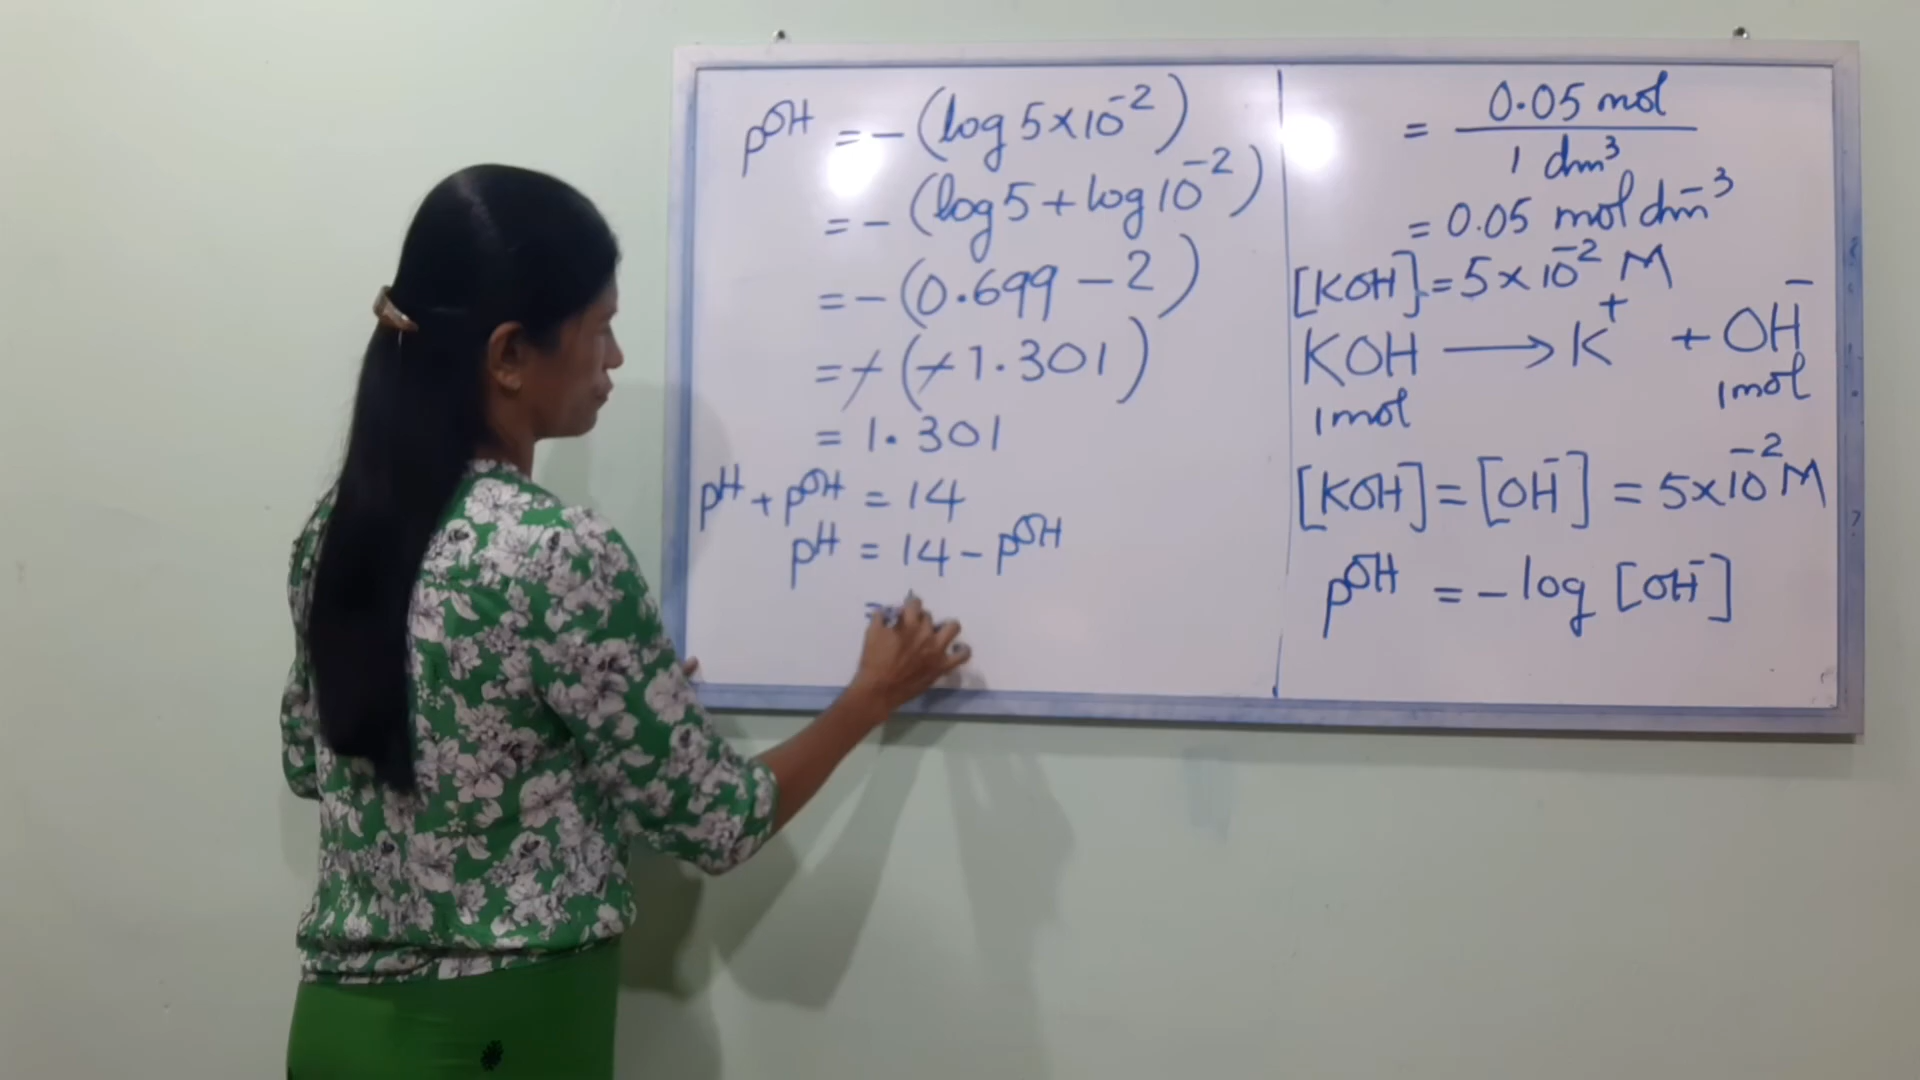 pOH = - (log 5×10⁻²)
= - (log 5 + log 10⁻²)
= - (0.699 - 2)
= - (-1.301)
= 1.301
pH + pOH = 14
pH = 14 - pOH
=
= 0.05 mol
1 dm³
= 0.05 mol dm⁻³
[KOH] = 5×10⁻² M
KOH ⟶ K⁺ + OH⁻
1 mol 1 mol
[KOH] = [OH⁻] = 5×10⁻² M
pOH = - log [OH⁻]